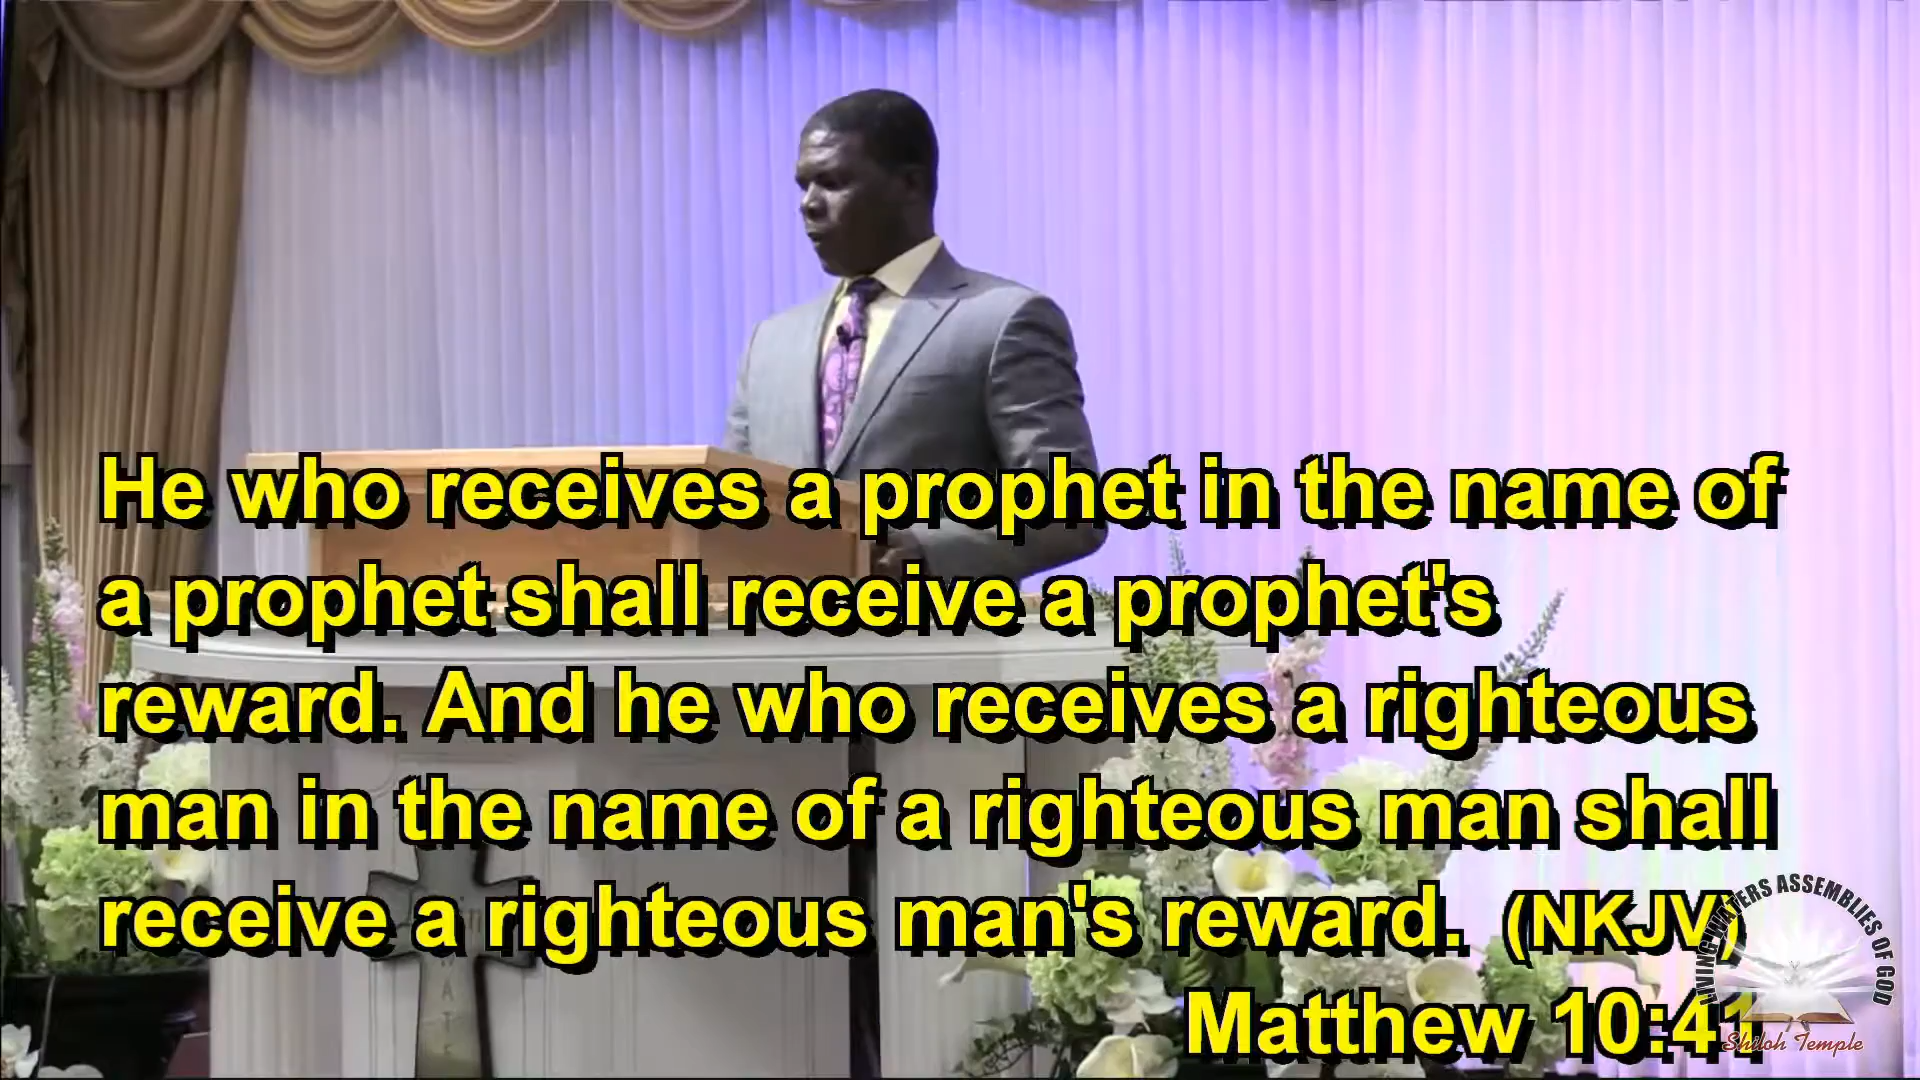 He who receives a prophet in the name of
a prophet shall receive a prophet's
reward. And he who receives a righteous
man in the name of a righteous man shall
receive a righteous man's reward. (NKJV)
Matthew 10:41
LIVING WATERS ASSEMBLIES OF GOD
Shiloh Temple